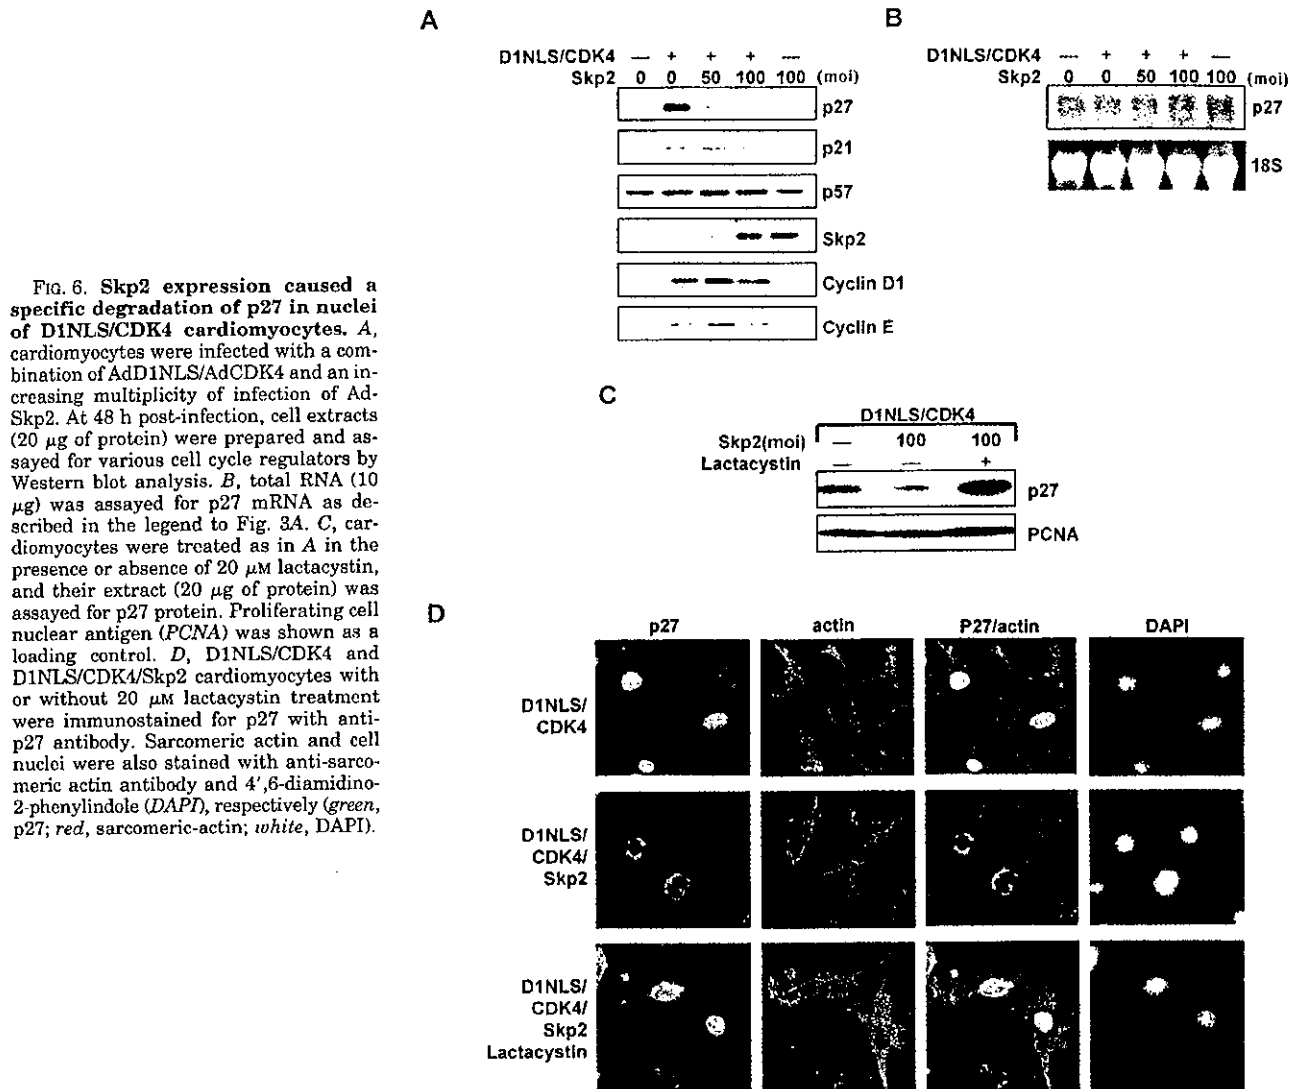 A
D1NLS/CDK4 — + + + —
Skp2 0 0 50 100 100 (moi)
p27
p21
p57
Skp2
Cyclin D1
Cyclin E
B
D1NLS/CDK4 — + + + —
Skp2 0 0 50 100 100 (moi)
p27
18S
FIG. 6. Skp2 expression caused a
specific degradation of p27 in nuclei
of D1NLS/CDK4 cardiomyocytes. A,
cardiomyocytes were infected with a com-
bination of AdD1NLS/AdCDK4 and an in-
creasing multiplicity of infection of Ad-
Skp2. At 48 h post-infection, cell extracts
(20 μg of protein) were prepared and as-
sayed for various cell cycle regulators by
Western blot analysis. B, total RNA (10
μg) was assayed for p27 mRNA as de-
scribed in the legend to Fig. 3A. C, car-
diomyocytes were treated as in A in the
presence or absence of 20 μM lactacystin,
and their extract (20 μg of protein) was
assayed for p27 protein. Proliferating cell
nuclear antigen (PCNA) was shown as a
loading control. D, D1NLS/CDK4 and
D1NLS/CDK4/Skp2 cardiomyocytes with
or without 20 μM lactacystin treatment
were immunostained for p27 with anti-
p27 antibody. Sarcomeric actin and cell
nuclei were also stained with anti-sarco-
meric actin antibody and 4′,6-diamidino-
2-phenylindole (DAPI), respectively (green,
p27; red, sarcomeric-actin; white, DAPI).
C
D1NLS/CDK4
Skp2(moi) — 100 100
Lactacystin — — +
p27
PCNA
D
p27 actin P27/actin DAPI
D1NLS/
CDK4
D1NLS/
CDK4/
Skp2
D1NLS/
CDK4/
Skp2
Lactacystin